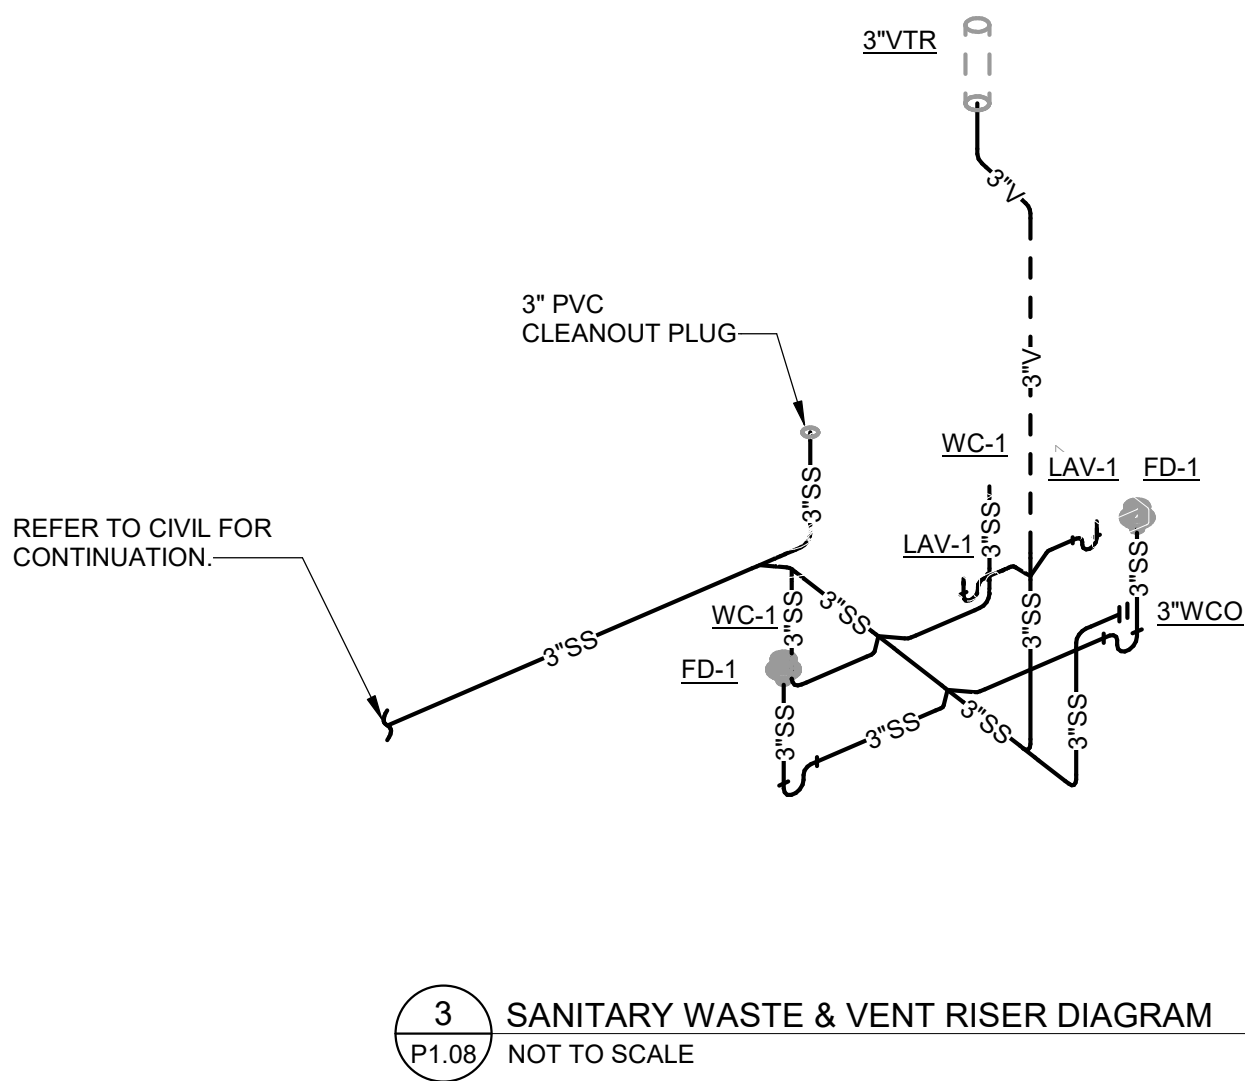 3"VTR
3"V
3" PVC
CLEANOUT PLUG
3"V
WC-1
LAV-1
FD-1
3"SS
REFER TO CIVIL FOR
CONTINUATION.
LAV-1
3"SS
3"SS
WC-1
3"SS
3"SS
3"SS
3"WCO
3"SS
FD-1
3"SS
3"SS
3"SS
3"SS
3
SANITARY WASTE & VENT RISER DIAGRAM
P1.08
NOT TO SCALE